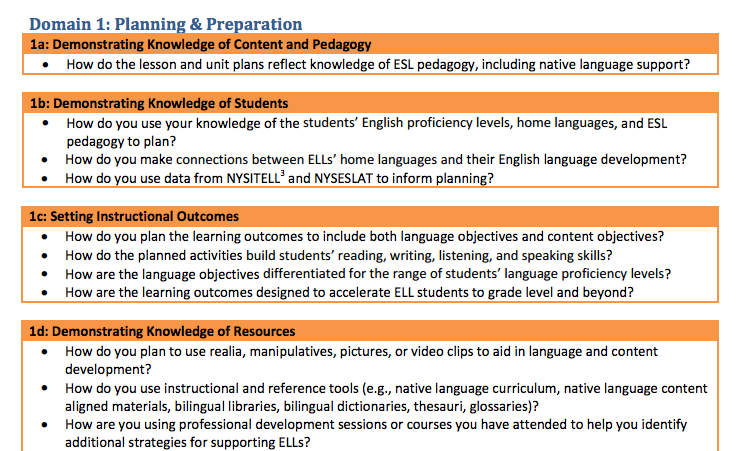 Domain 1: Planning & Preparation
1a: Demonstrating Knowledge of Content and Pedagogy
• How do the lesson and unit plans reflect knowledge of ESL pedagogy, including native language support?
1b: Demonstrating Knowledge of Students
• How do you use your knowledge of the students’ English proficiency levels, home languages, and ESL
pedagogy to plan?
• How do you make connections between ELLs’ home languages and their English language development?
• How do you use data from NYSITELL³ and NYSESLAT to inform planning?
1c: Setting Instructional Outcomes
• How do you plan the learning outcomes to include both language objectives and content objectives?
• How do the planned activities build students’ reading, writing, listening, and speaking skills?
• How are the language objectives differentiated for the range of students’ language proficiency levels?
• How are the learning outcomes designed to accelerate ELL students to grade level and beyond?
1d: Demonstrating Knowledge of Resources
• How do you plan to use realia, manipulatives, pictures, or video clips to aid in language and content
development?
• How do you use instructional and reference tools (e.g., native language curriculum, native language content
aligned materials, bilingual libraries, bilingual dictionaries, thesauri, glossaries)?
• How are you using professional development sessions or courses you have attended to help you identify
additional strategies for supporting ELLs?